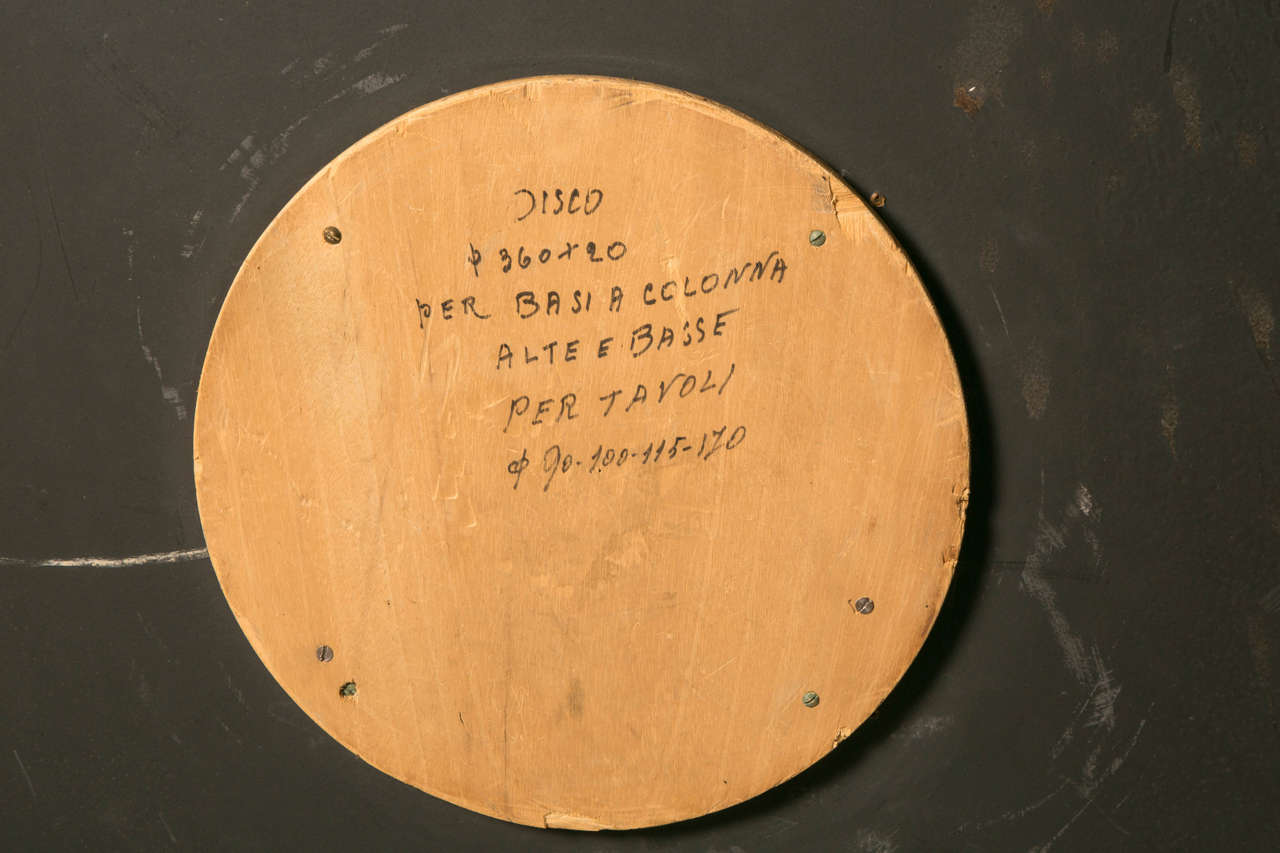 DISCO
φ 360×20
PER BASI A COLONNA
ALTE E BASSE
PER TAVOLI
φ 90-100-115-170